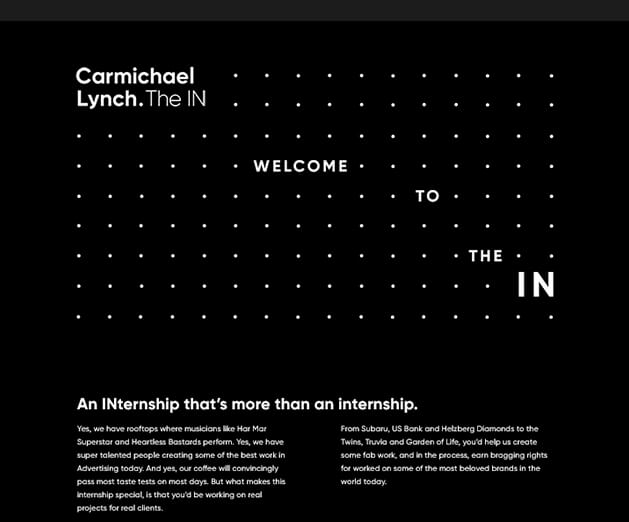 Carmichael
Lynch.The IN
WELCOME
TO
THE
IN
An INternship that's more than an internship.
Yes, we have rooftops where musicians like Har Mar
Superstar and Heartless Bastards perform. Yes, we have
super talented people creating some of the best work in
Advertising today. And yes, our coffee will convincingly
pass most taste tests on most days. But what makes this
internship special, is that you'd be working on real
projects for real clients.
From Subaru, US Bank and Helzberg Diamonds to the
Twins, Truvia and Garden of Life, you'd help us create
some fab work, and in the process, earn bragging rights
for worked on some of the most beloved brands in the
world today.